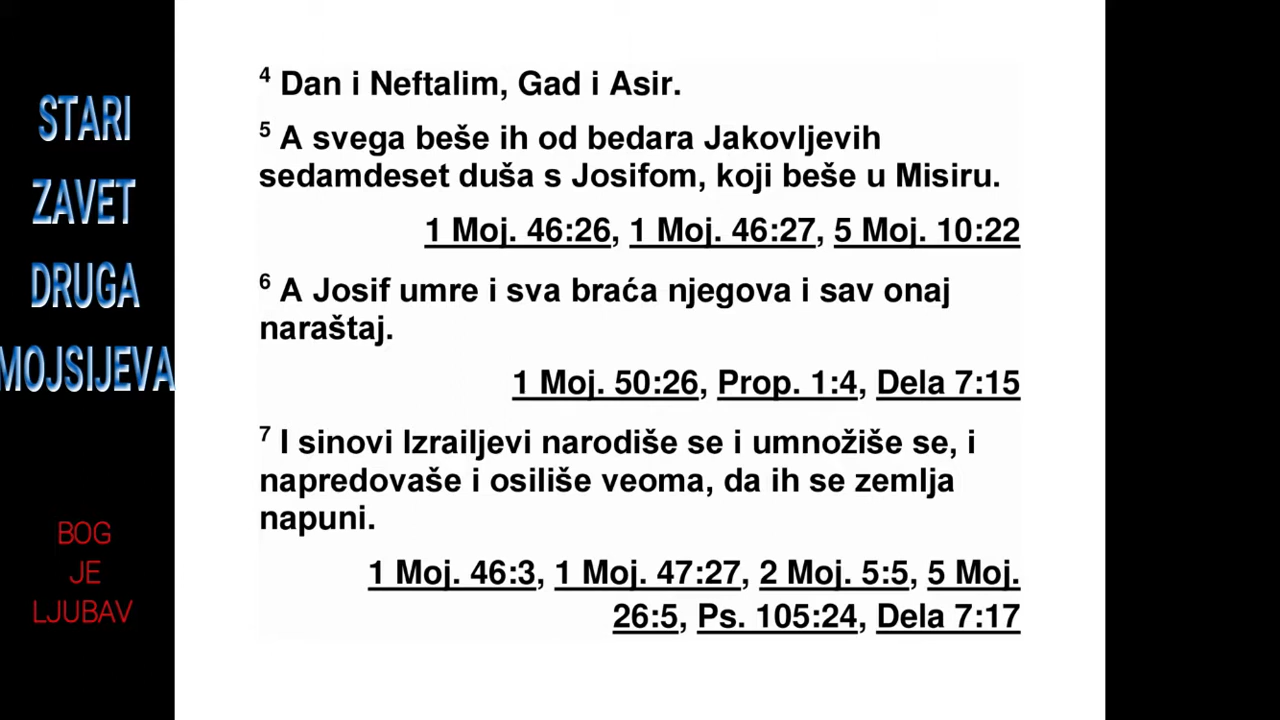 STARI
ZAVET
DRUGA
MOJSIJEVA
BOG
JE
LJUBAV
4 Dan i Neftalim, Gad i Asir.
5 A svega beše ih od bedara Jakovljevih
sedamdeset duša s Josifom, koji beše u Misiru.
1 Moj. 46:26, 1 Moj. 46:27, 5 Moj. 10:22
6 A Josif umre i sva braća njegova i sav onaj
naraštaj.
1 Moj. 50:26, Prop. 1:4, Dela 7:15
7 I sinovi Izrailjevi narodiše se i umnožiše se, i
napredovaše i osiliše veoma, da ih se zemlja
napuni.
1 Moj. 46:3, 1 Moj. 47:27, 2 Moj. 5:5, 5 Moj.
26:5, Ps. 105:24, Dela 7:17